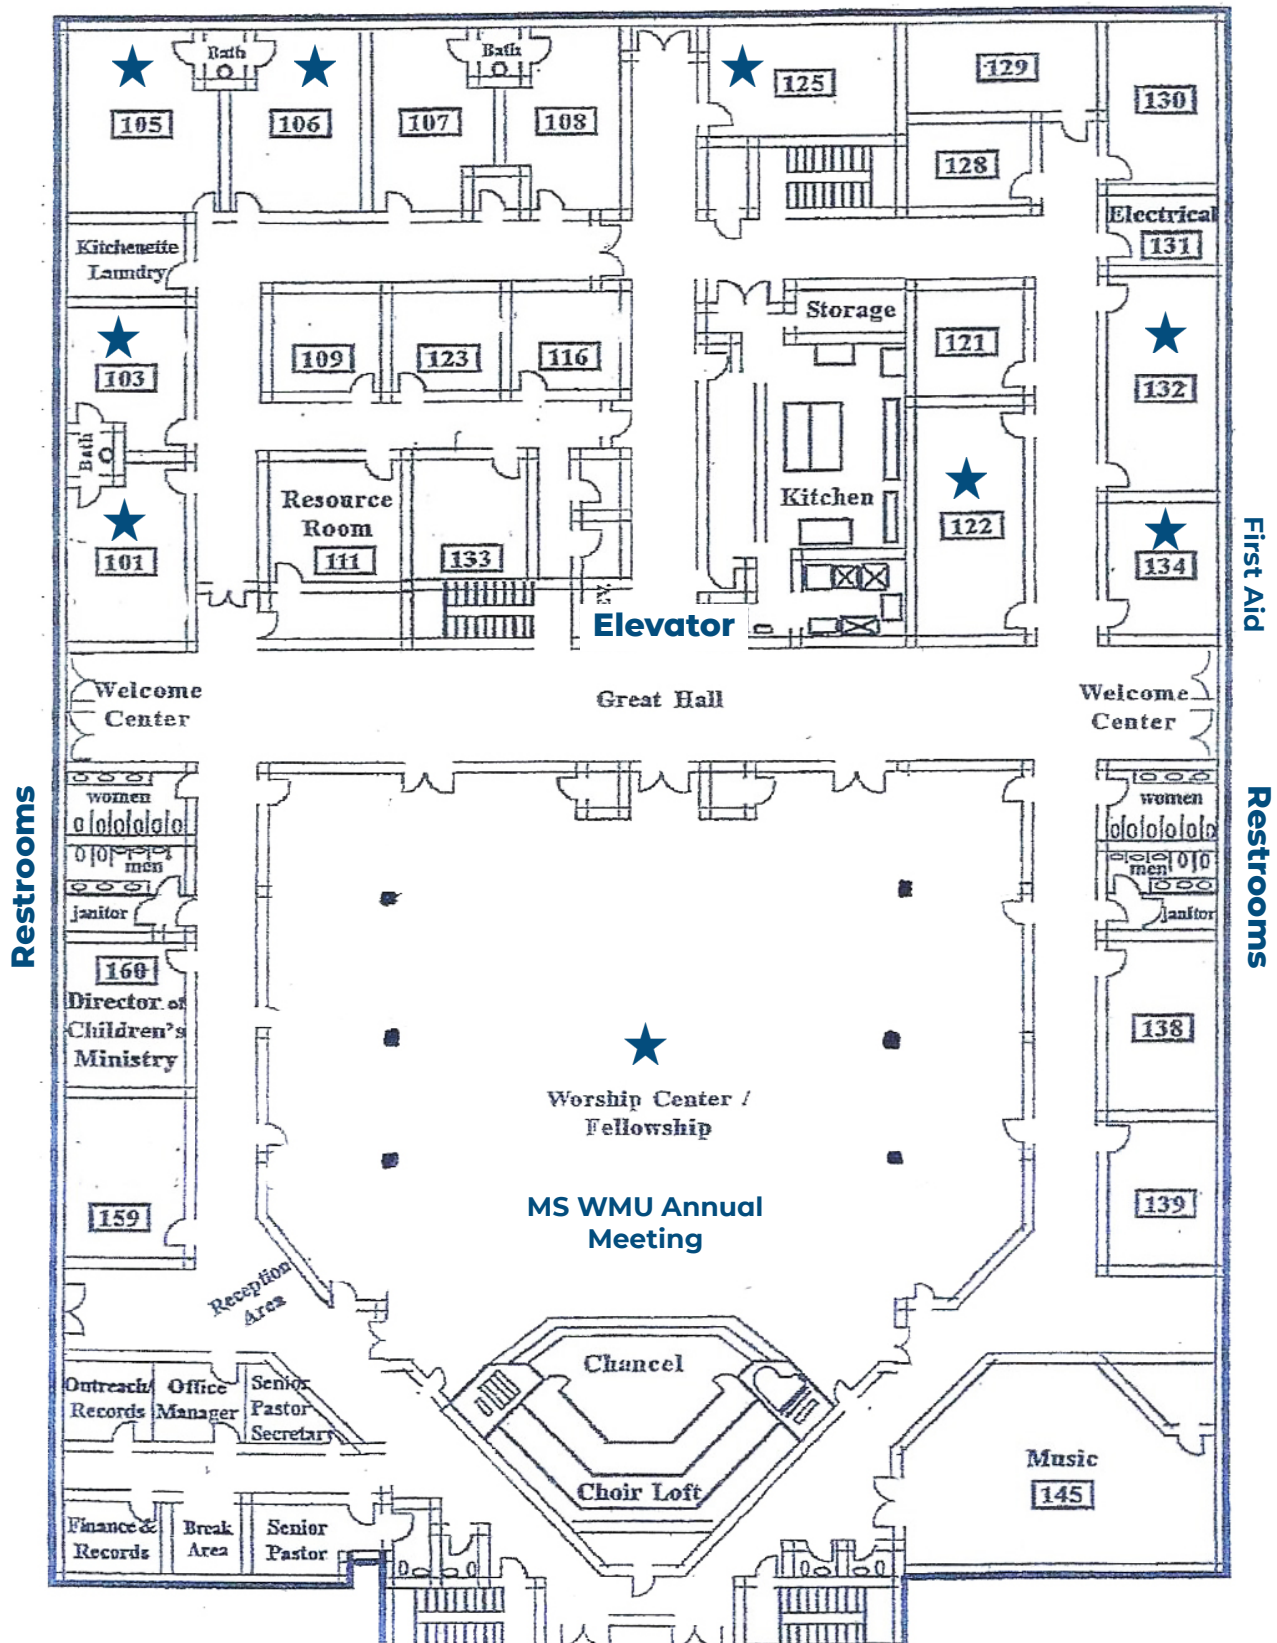 Bath
Bath
105
106
107
108
125
129
130
128
Electrical
131
Kitchenette
Laundry
103
Bath
101
109
123
116
Storage
121
132
Resource
Room
111
133
Kitchen
122
134
First Aid
Elevator
Welcome
Center
Great Hall
Welcome
Center
Restrooms
women
men
janitor
160
Director of
Children's
Ministry
159
Reception
Area
women
men
janitor
Restrooms
138
139
Worship Center /
Fellowship
MS WMU Annual
Meeting
Chancel
Choir Loft
Outreach/
Records
Office
Manager
Senior
Pastor
Secretary
Finance &
Records
Break
Area
Senior
Pastor
Music
145